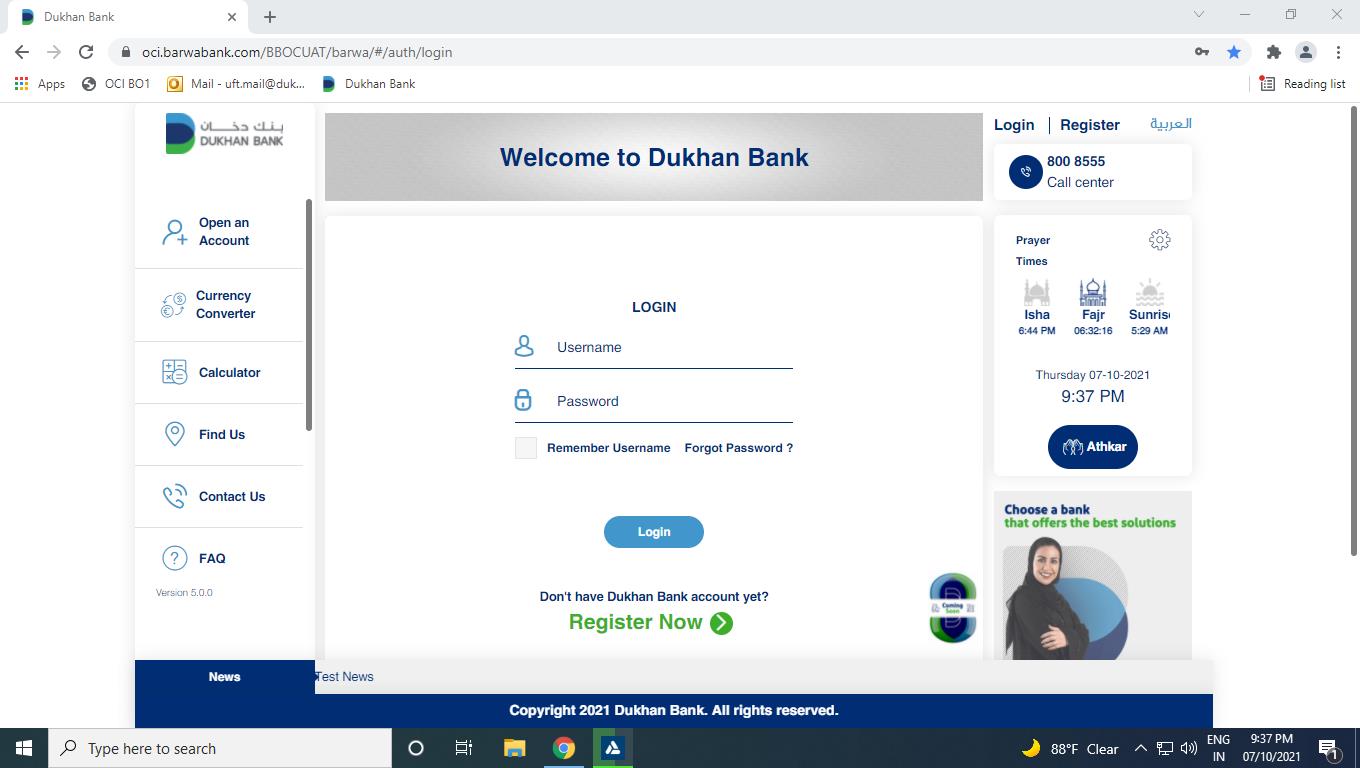 Dukhan Bank
oci.barwabank.com/BBOCUAT/barwa/#/auth/login
Apps
OCI BO1
Mail - uft.mail@duk...
Dukhan Bank
Reading list
بنك دخان
DUKHAN BANK
Open an
Account
Currency
Converter
Calculator
Find Us
Contact Us
FAQ
Version 5.0.0
Welcome to Dukhan Bank
LOGIN
Username
Password
Remember Username
Forgot Password ?
Login
Don't have Dukhan Bank account yet?
Register Now
Coming
Soon
Login
Register
العربية
800 8555
Call center
Prayer
Times
Isha
Fajr
Sunris
6:44 PM
06:32:16
5:29 AM
Thursday 07-10-2021
9:37 PM
Athkar
Choose a bank
that offers the best solutions
News
Test News
Copyright 2021 Dukhan Bank. All rights reserved.
Type here to search
88°F Clear
ENG
IN
9:37 PM
07/10/2021
1